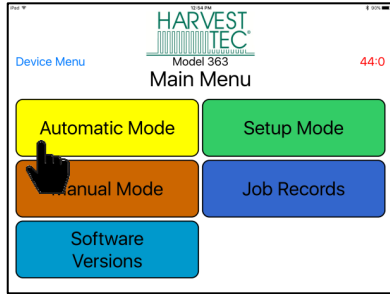 iPad 12:54 PM 90%
HARVEST
TEC
Device Menu Model 363 44:0
Main Menu
Automatic Mode Setup Mode
Manual Mode Job Records
Software
Versions